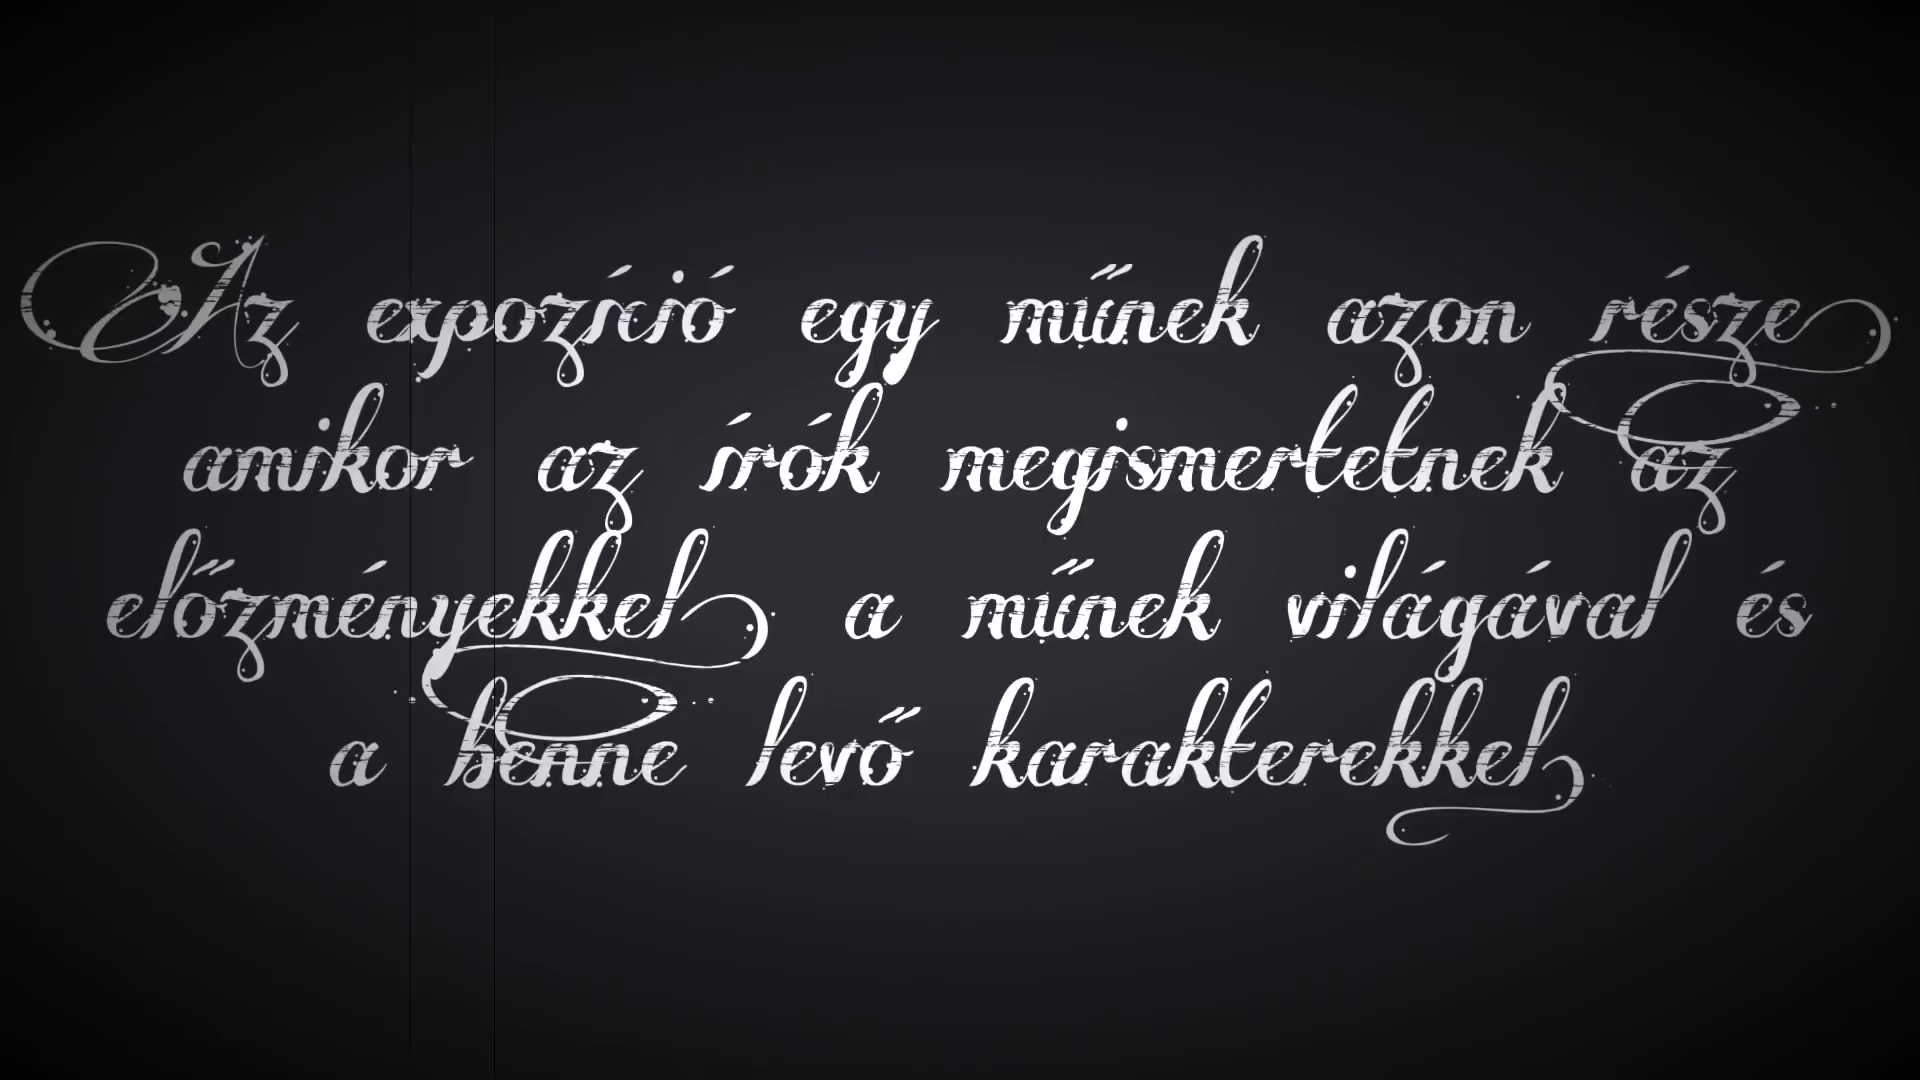 Az expozíció egy műnek azon része
amikor az írók megismertetnek az
előzményekkel a műnek világával és
a benne levő karakterekkel